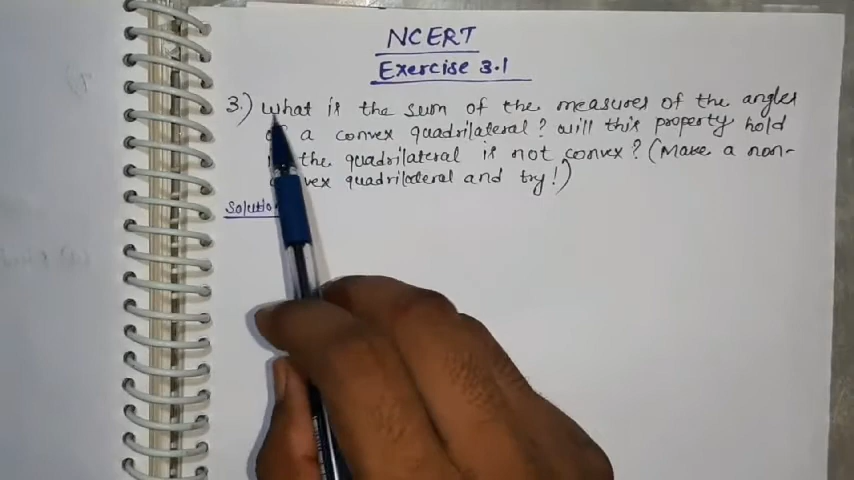 NCERT
Exercise 3.1
3.) What is the sum of the measures of the angles
a convex quadrilateral? Will this property hold
the quadrilateral is not convex? (Make a non-
vex quadrilateral and try!)
Solutio